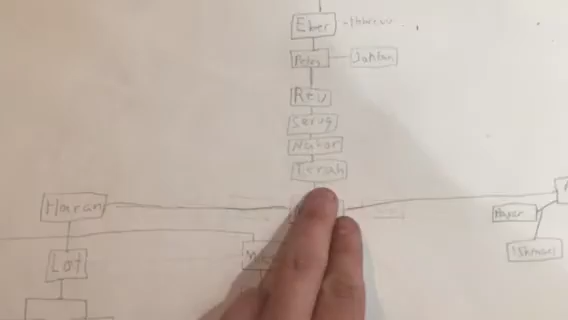 Eber
Peleg
Joktan
Reu
Serug
Nahor
Terah
Haran
Hagar
Ishmael
Lot